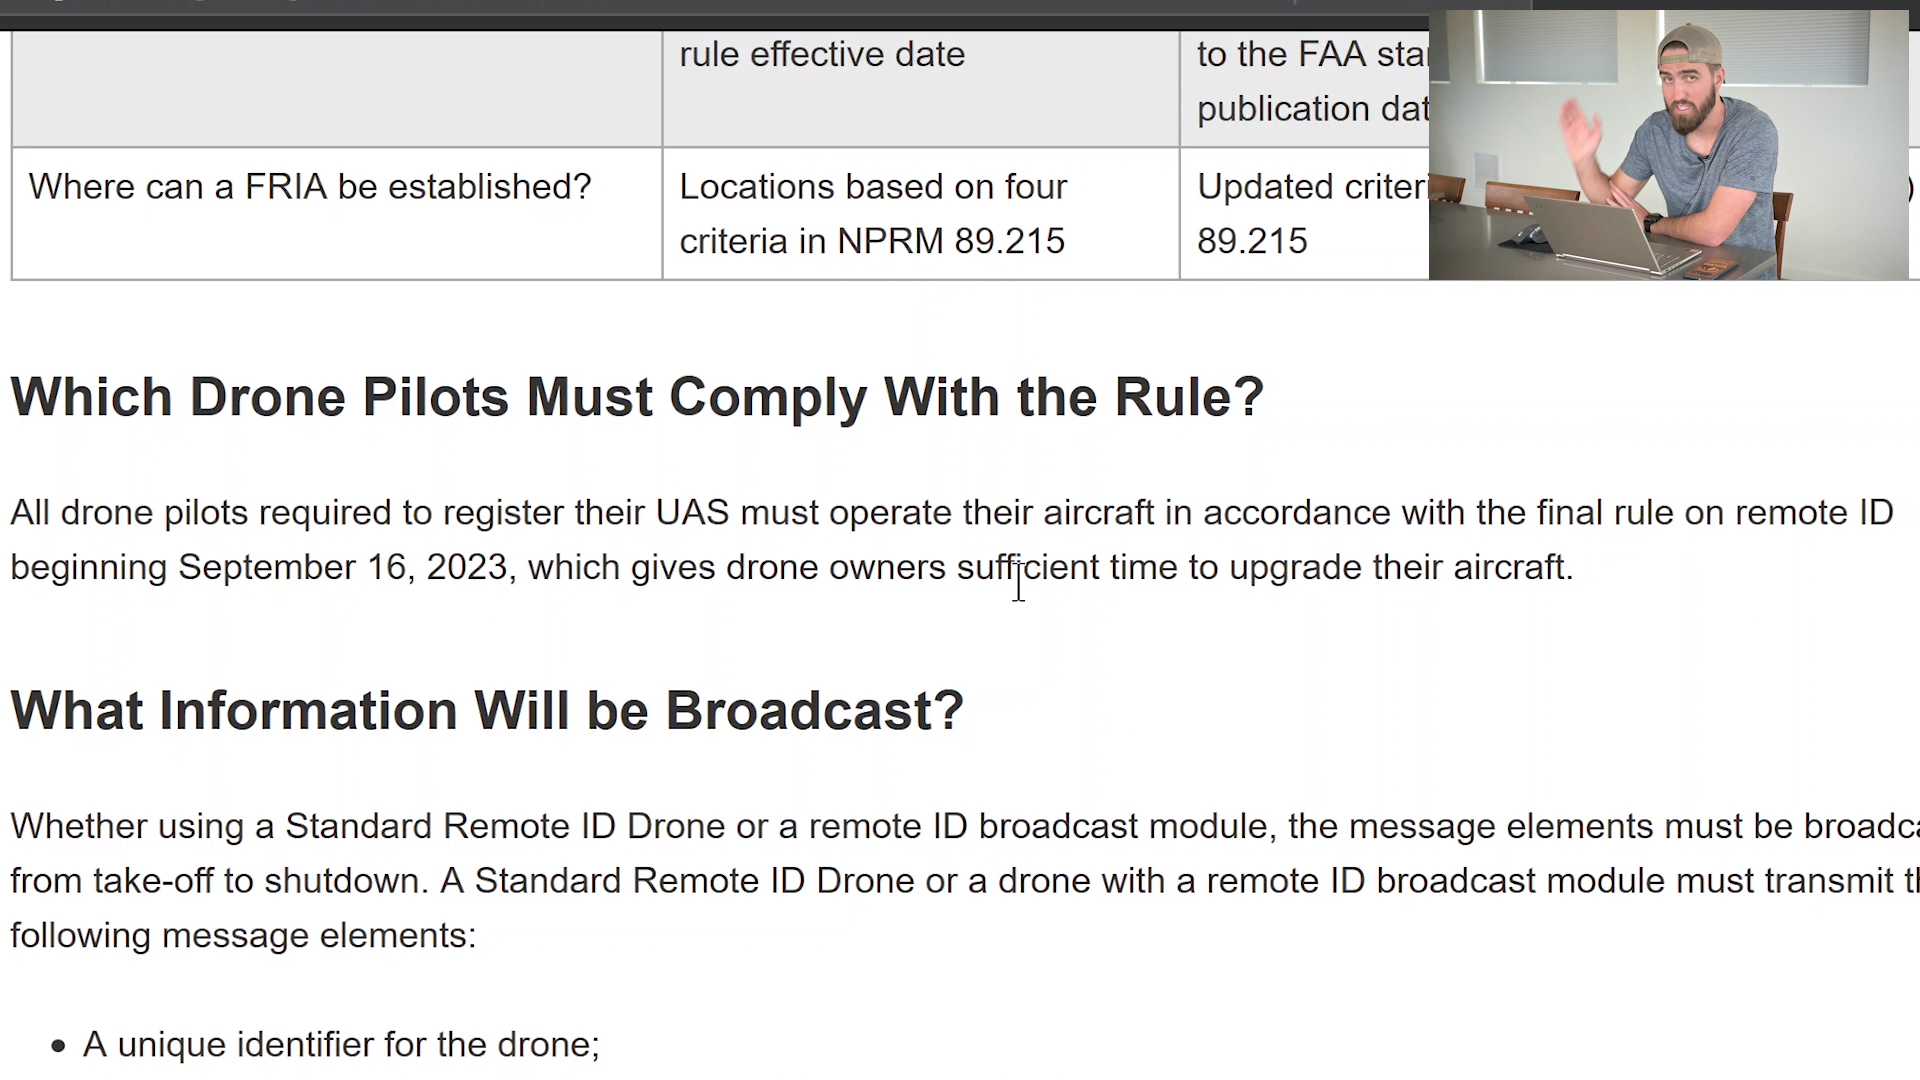 rule effective date
to the FAA
publication
Where can a FRIA be established?
Locations based on four
criteria in NPRM 89.215
Updated
89.215
Which Drone Pilots Must Comply With the Rule?
All drone pilots required to register their UAS must operate their aircraft in accordance with the final rule on remote ID
beginning September 16, 2023, which gives drone owners sufficient time to upgrade their aircraft.
What Information Will be Broadcast?
Whether using a Standard Remote ID Drone or a remote ID broadcast module, the message elements must be
from take-off to shutdown. A Standard Remote ID Drone or a drone with a remote ID broadcast module must transmit
following message elements:
• A unique identifier for the drone;